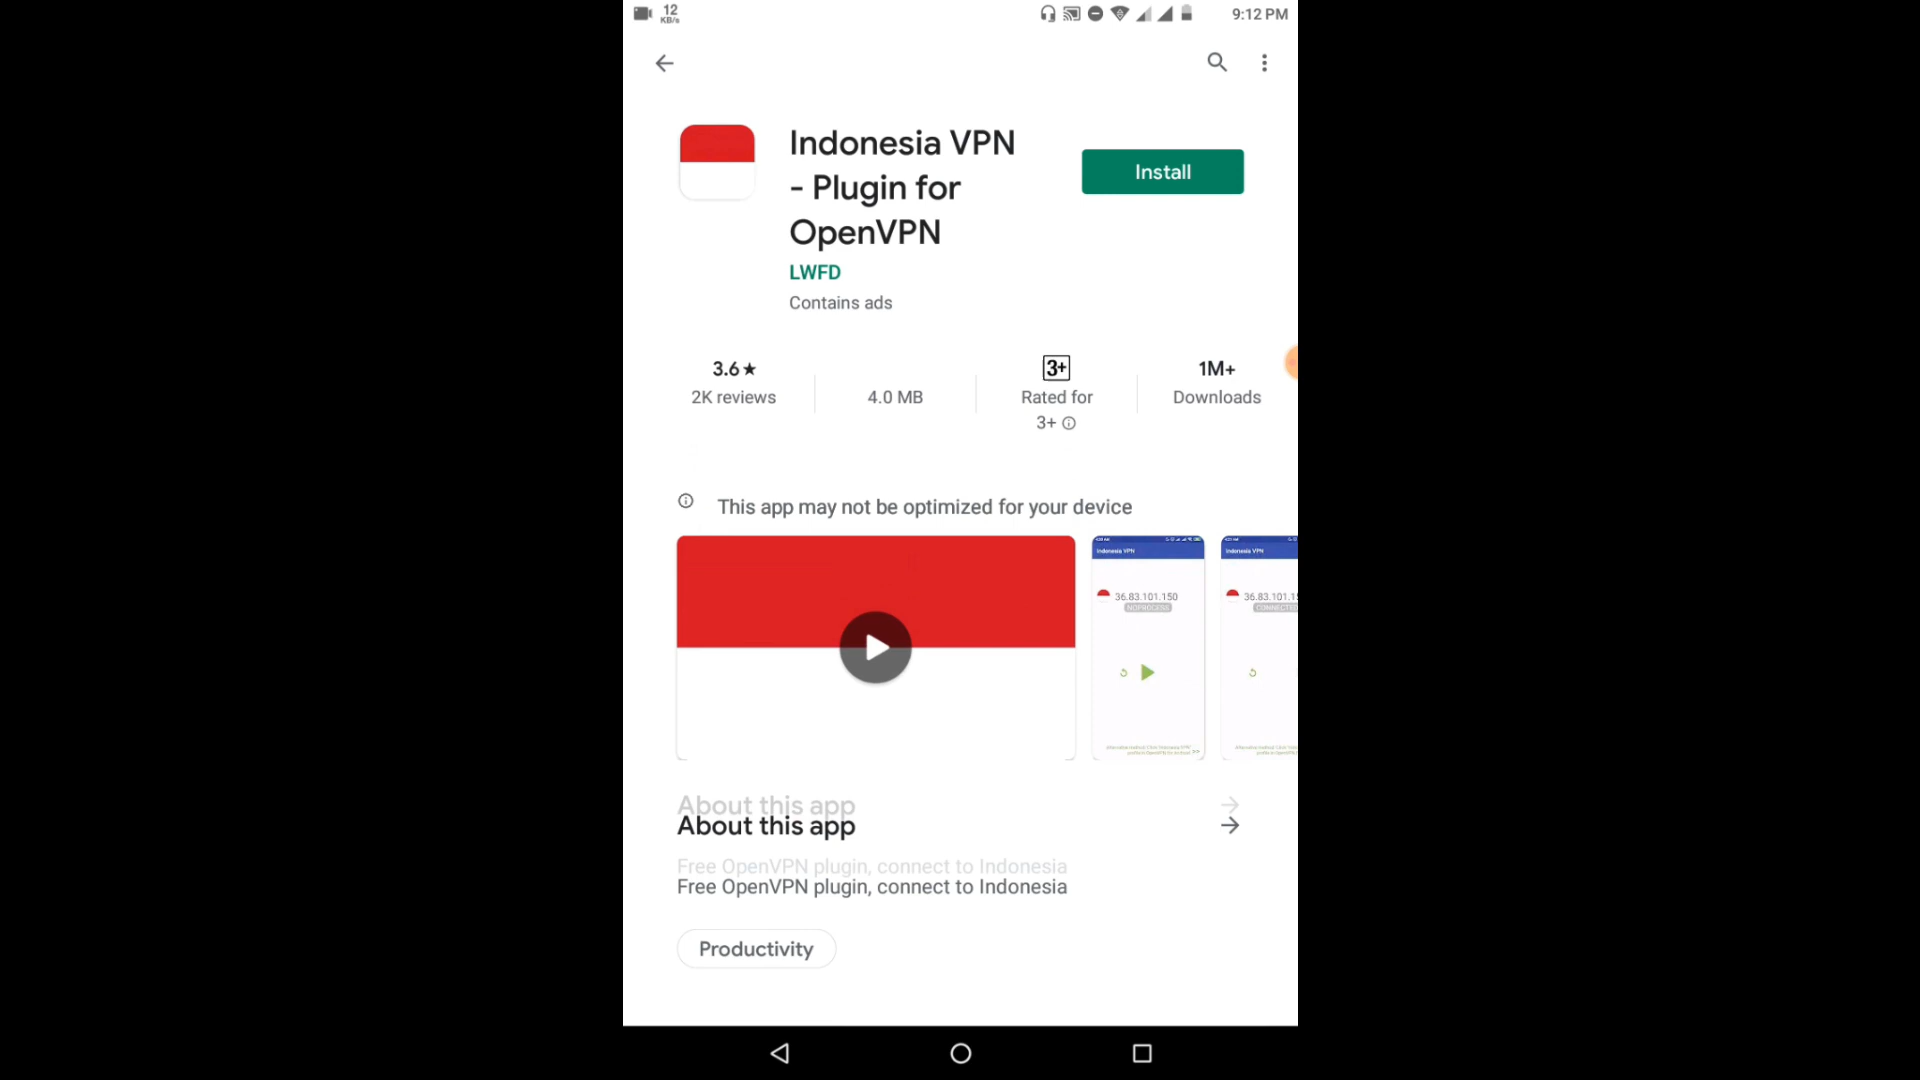 12
KB/s
9:12 PM
Indonesia VPN
- Plugin for
OpenVPN
Install
LWFD
Contains ads
3.6★
2K reviews
4.0 MB
3+
Rated for
3+
1M+
Downloads
This app may not be optimized for your device
Indonesia VPN
36.83.101.150
NOPROCESS
Indonesia VPN
36.83.101.15
CONNECTED
About this app
About this app
Free OpenVPN plugin, connect to Indonesia
Free OpenVPN plugin, connect to Indonesia
Productivity